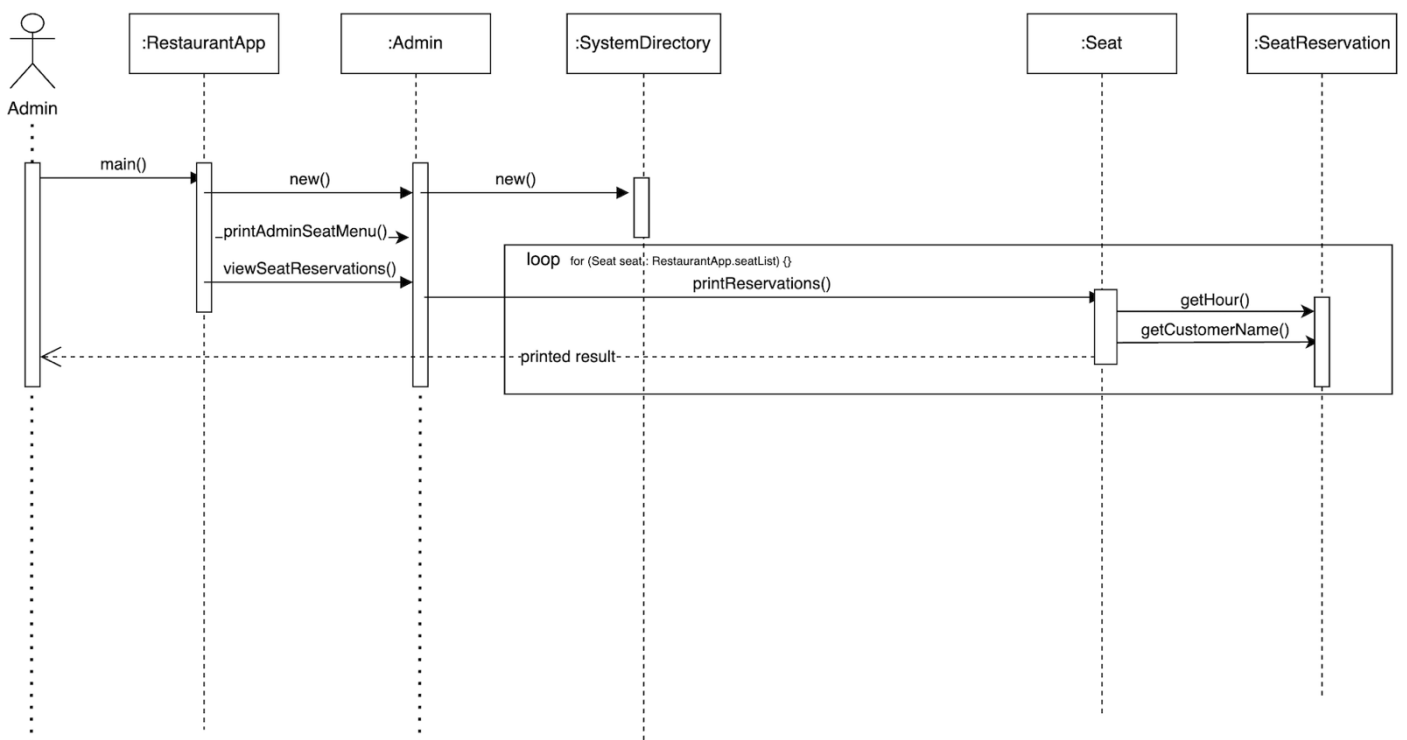 :RestaurantApp
:Admin
:SystemDirectory
:Seat
:SeatReservation
Admin
main()
new()
new()
printAdminSeatMenu()
loop for (Seat seat : RestaurantApp.seatList) {}
viewSeatReservations()
printReservations()
getHour()
getCustomerName()
printed result